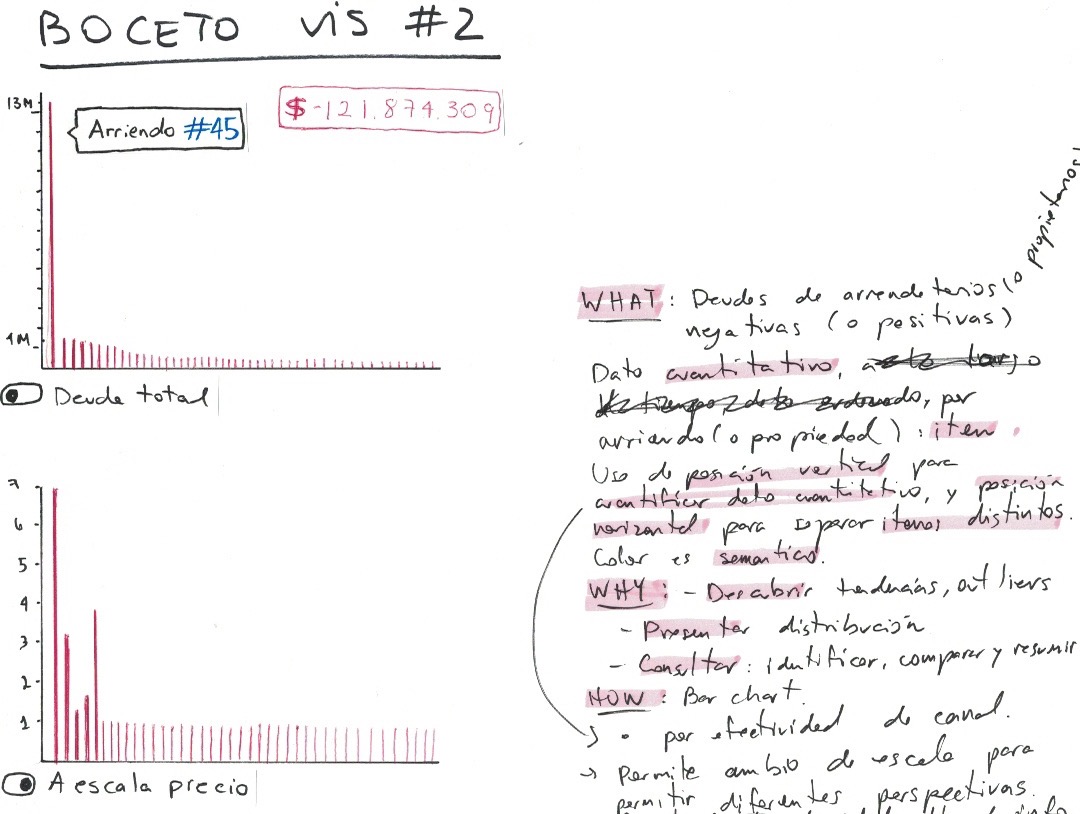 BOCETO VIS #2
13M
Arriendo #45
$ -121.874.309
1M
Deuda total
7
6
5
4
3
2
1
A escala precio
WHAT: Deudas de arrendatarios (o propietarios)
negativas (o positivas)
Dato cuantitativo,
por
arriendo (o propiedad): item.
Uso de posición vertical para
cuantificar dato cuantitativo, y posición
horizontal para separar items distintos.
Color es semantico.
WHY: - Descubrir tendencias, outliers
- Presentar distribución
- Consultar: identificar, comparar y resumir
HOW: Bar chart.
• por efectividad de canal.
→ Permite cambio de escala para
permitir diferentes perspectivas.